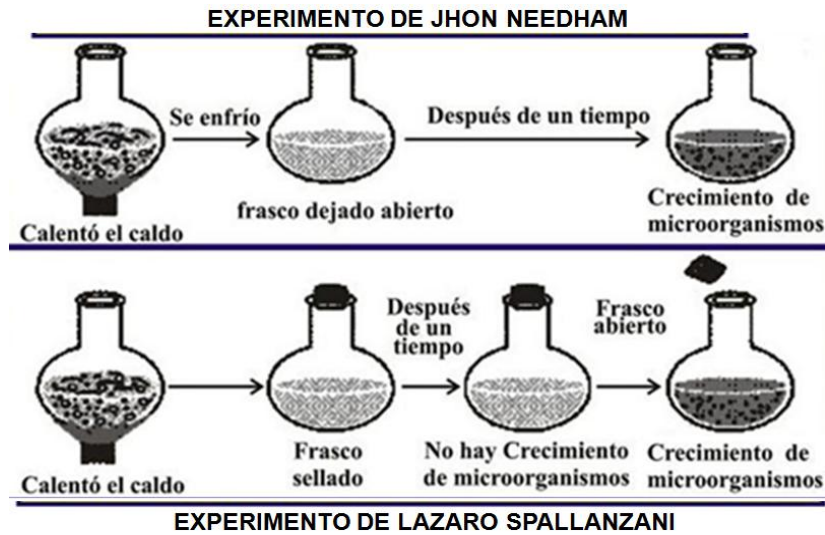 EXPERIMENTO DE JHON NEEDHAM
Se enfrío
Después de un tiempo
Calentó el caldo
frasco dejado abierto
Crecimiento de
microorganismos
Después
de un
tiempo
Frasco
abierto
Calentó el caldo
Frasco
sellado
No hay Crecimiento
de microorganismos
Crecimiento de
microorganismos
EXPERIMENTO DE LAZARO SPALLANZANI